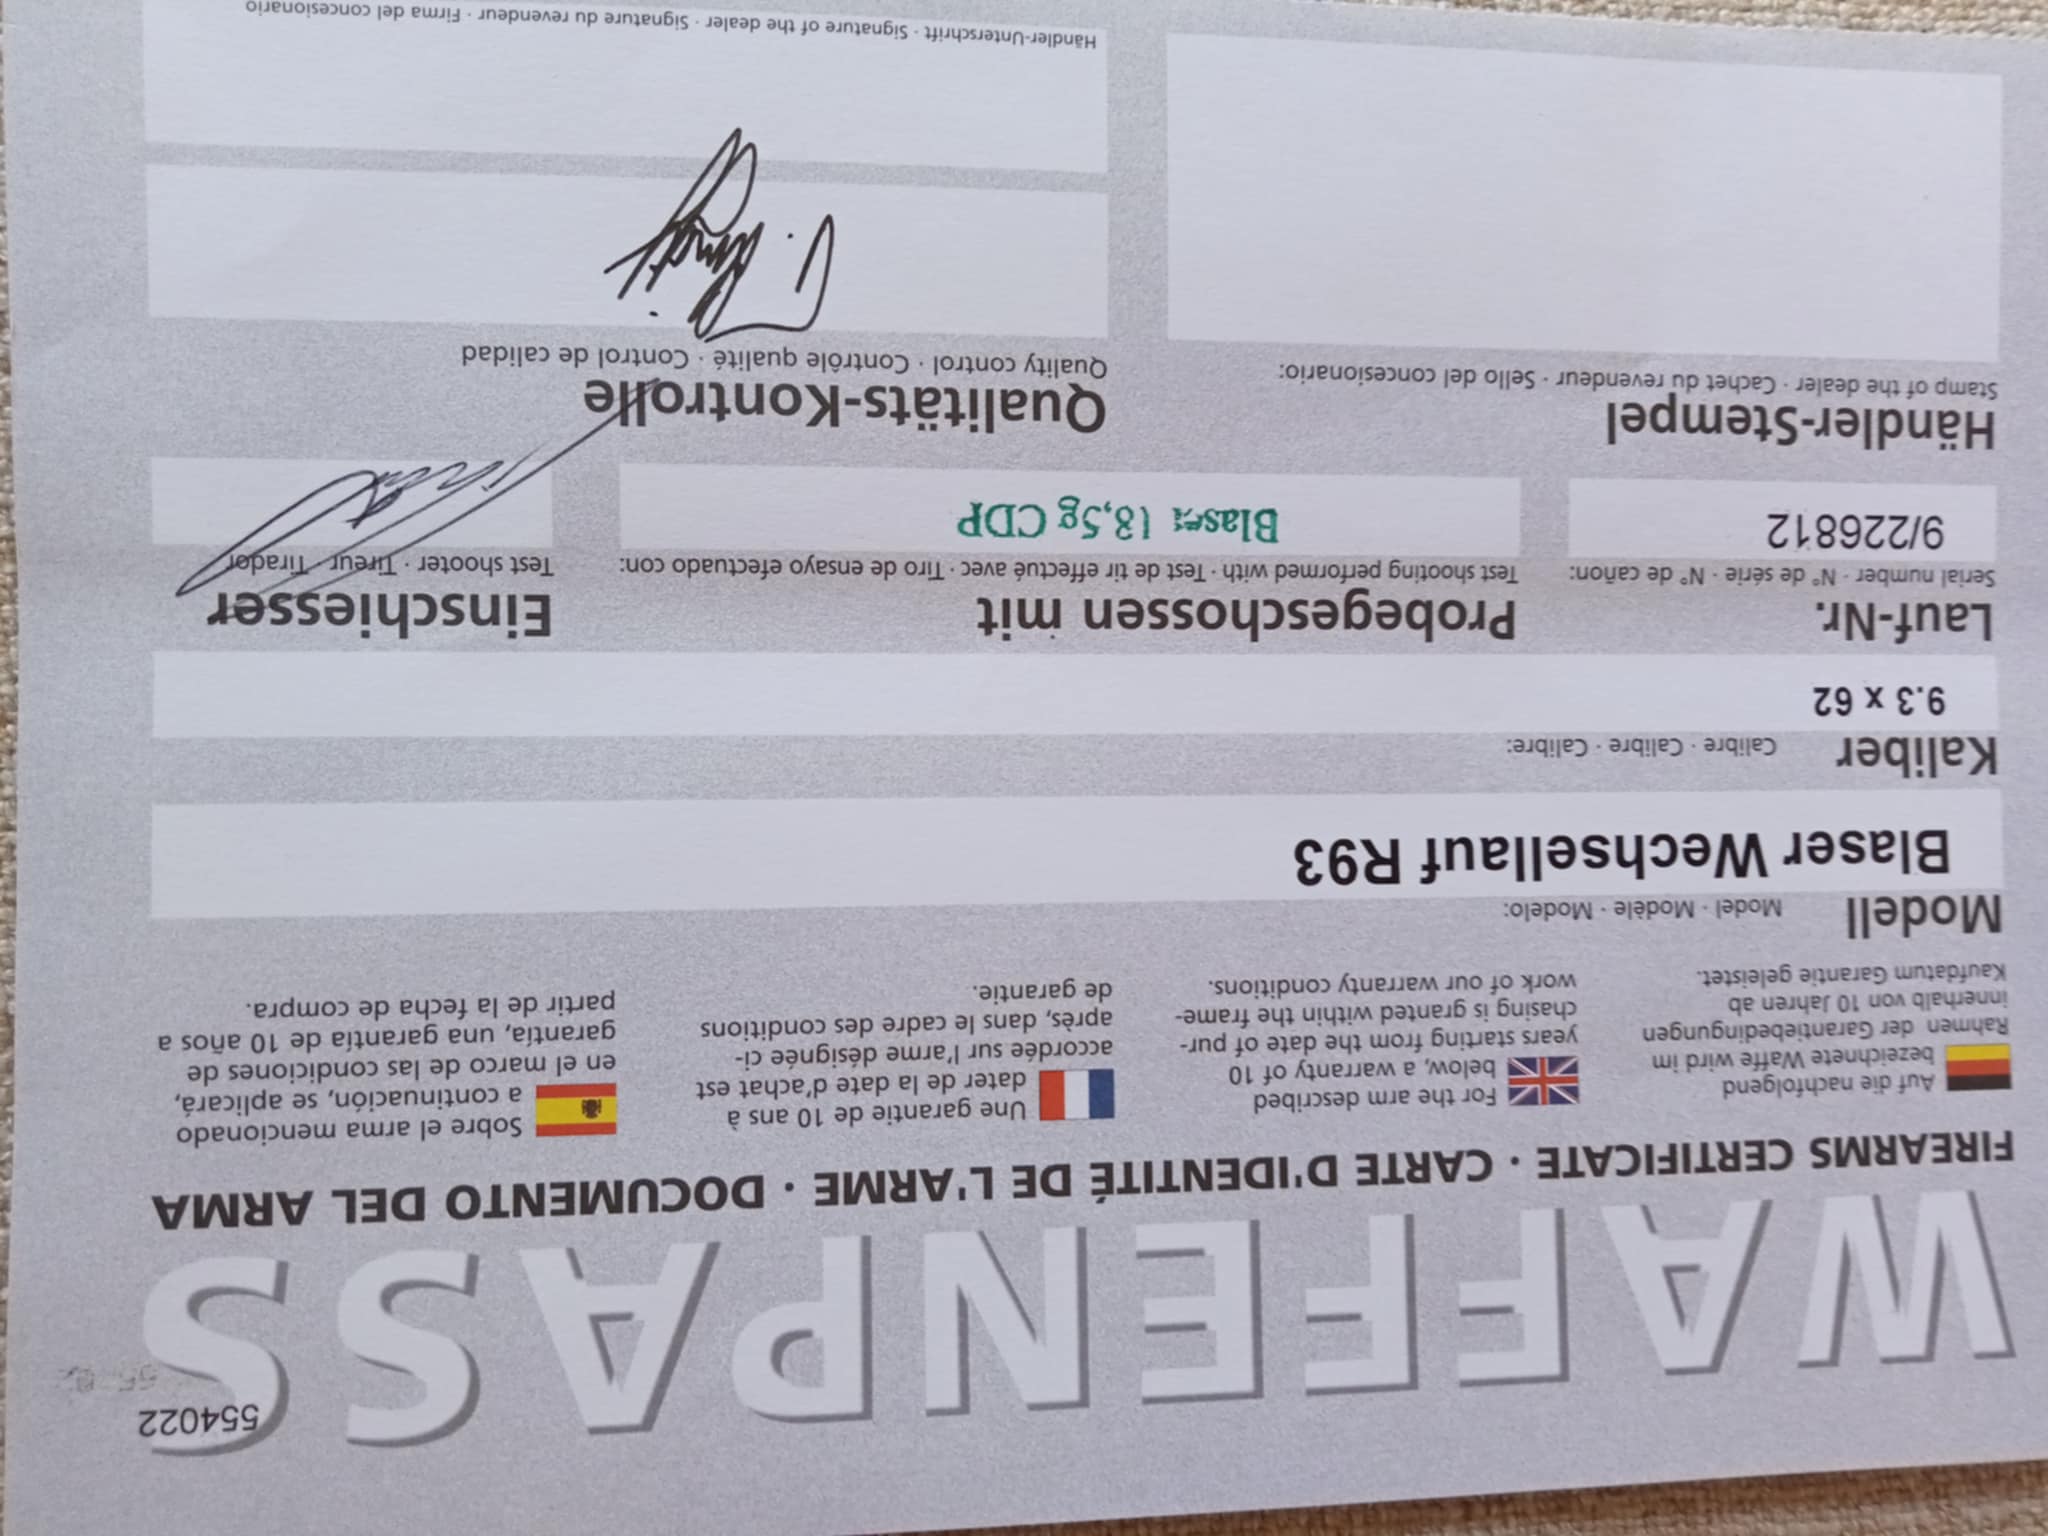 554022
WAFFENPASS
FIREARMS CERTIFICATE · CARTE D'IDENTITÉ DE L'ARME · DOCUMENTO DEL ARMA
Auf die nachfolgend
bezeichnete Waffe wird im
Rahmen der Garantiebedingungen
innerhalb von 10 Jahren ab
Kaufdatum Garantie geleistet.
For the arm described
below, a warranty of 10
years starting from the date of pur-
chasing is granted within the frame-
work of our warranty conditions.
Une garantie de 10 ans à
dater de la date d'achat est
accordée sur l'arme désignée ci-
après, dans le cadre des conditions
de garantie.
Sobre el arma mencionado
a continuación, se aplicará,
en el marco de las condiciones de
garantía, una garantía de 10 años a
partir de la fecha de compra.
Modell Model · Modèle · Modelo:
Blaser Wechsellauf R93
Kaliber Calibre · Calibre · Calibre:
9.3 x 62
Lauf-Nr.
Serial number · N° de série · N° de cañon:
9/226812
Probegeschossen mit
Test shooting performed with · Test de tir effectué avec · Tiro de ensayo efectuado con:
Blaser 18,5g CDP
Einschiesser
Test shooter · Tireur · Tirador
Händler-Stempel
Stamp of the dealer · Cachet du revendeur · Sello del concesionario:
Qualitäts-Kontrolle
Quality control · Contrôle qualité · Control de calidad
Händler-Unterschrift · Signature of the dealer · Signature du revendeur · Firma del concesionario